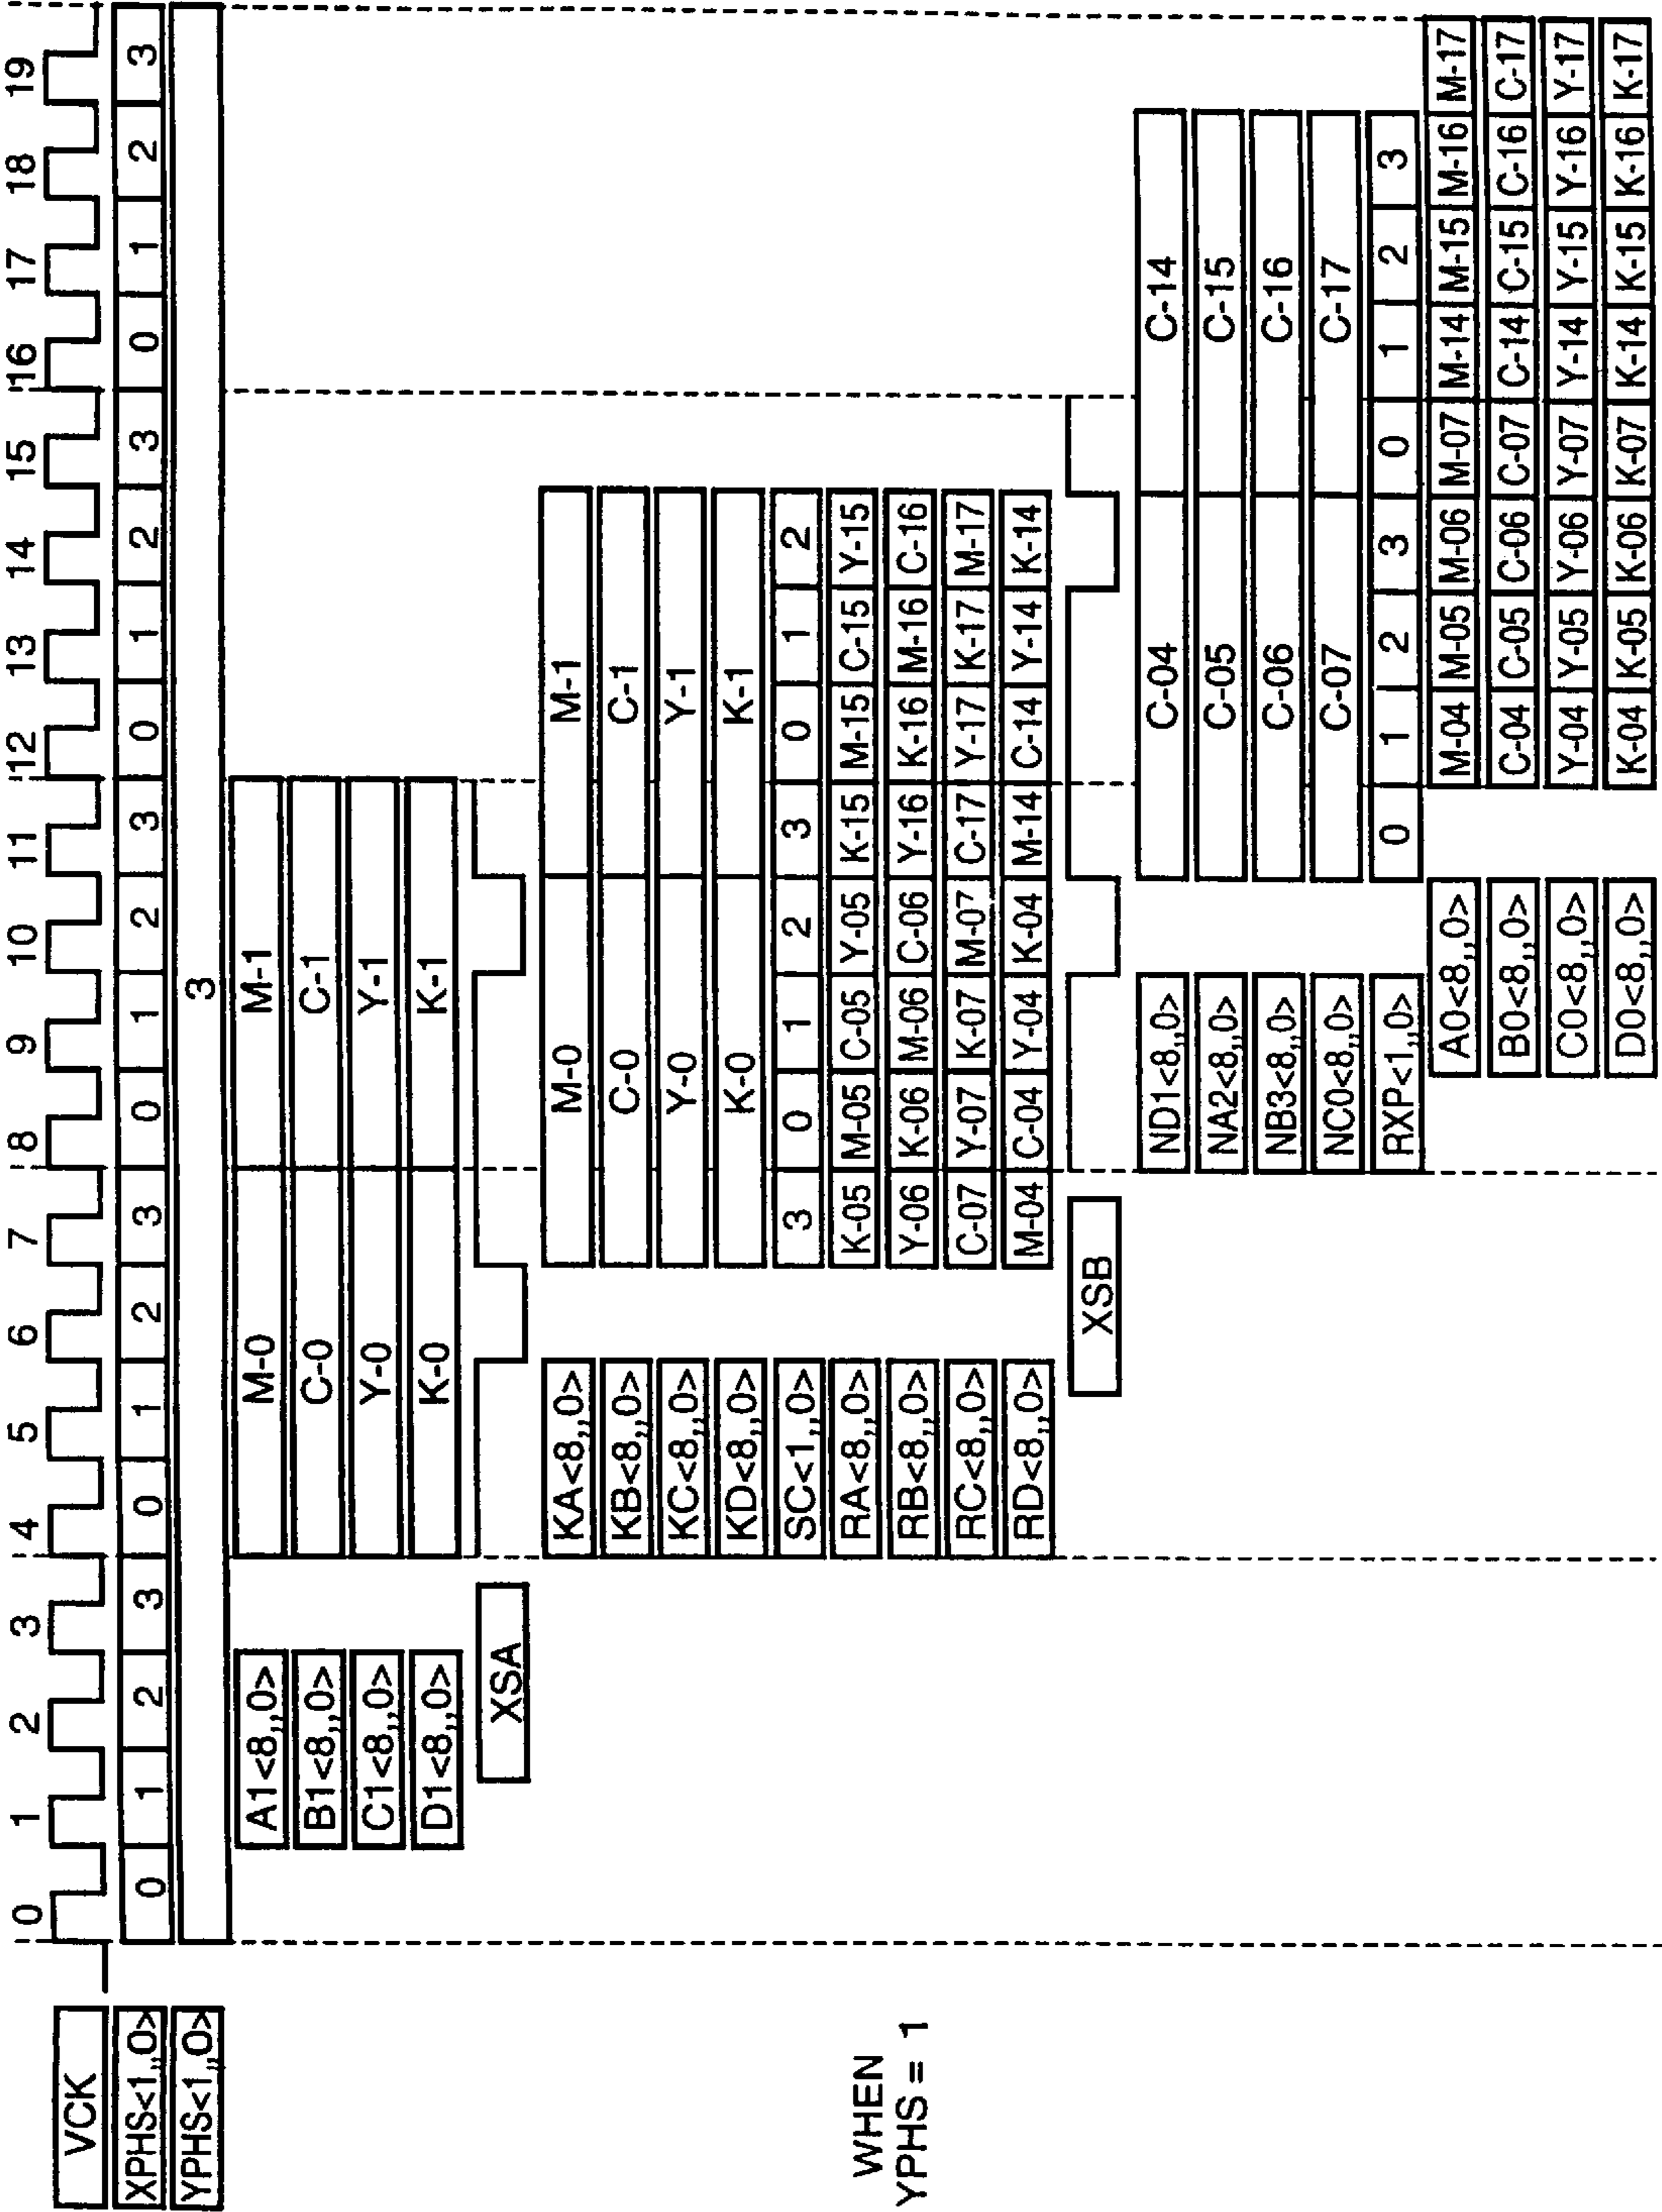 0 1 2 3 4 5 6 7 8 9 10 11 12 13 14 15 16 17 18 19
VCK
XPHS<1,,0> 0 1 2 3 0 1 2 3 0 1 2 3 0 1 2 3 0 1 2 3
YPHS<1,,0> 3
A1<8,,0> M-0 M-1
B1<8,,0> C-0 C-1
C1<8,,0> Y-0 Y-1
D1<8,,0> K-0 K-1
XSA
KA<8,,0> M-0 M-1
KB<8,,0> C-0 C-1
KC<8,,0> Y-0 Y-1
KD<8,,0> K-0 K-1
SC<1,,0> 3 0 1 2 3 0 1 2
RA<8,,0> K-05 M-05 C-05 Y-05 K-15 M-15 C-15 Y-15
RB<8,,0> Y-06 K-06 M-06 C-06 Y-16 K-16 M-16 C-16
RC<8,,0> C-07 Y-07 K-07 M-07 C-17 Y-17 K-17 M-17
RD<8,,0> M-04 C-04 Y-04 K-04 M-14 C-14 Y-14 K-14
WHEN
YPHS = 1
XSB
ND1<8,,0> C-04 C-14
NA2<8,,0> C-05 C-15
NB3<8,,0> C-06 C-16
NC0<8,,0> C-07 C-17
RXP<1,,0> 0 1 2 3 0 1 2 3
A0<8,,0> M-04 M-05 M-06 M-07 M-14 M-15 M-16 M-17
B0<8,,0> C-04 C-05 C-06 C-07 C-14 C-15 C-16 C-17
C0<8,,0> Y-04 Y-05 Y-06 Y-07 Y-14 Y-15 Y-16 Y-17
D0<8,,0> K-04 K-05 K-06 K-07 K-14 K-15 K-16 K-17